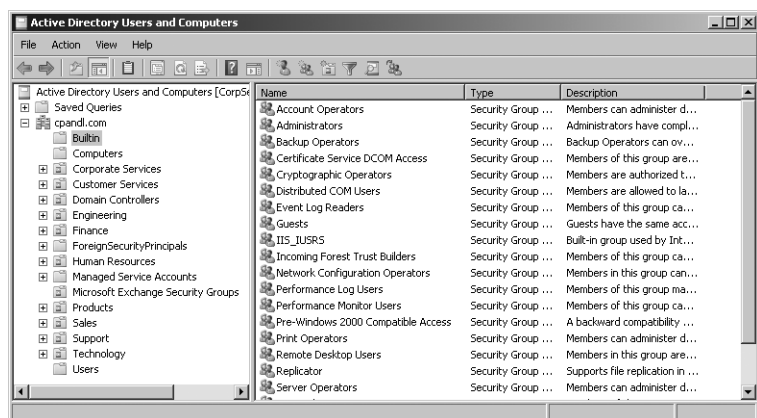 Active Directory Users and Computers
File Action View Help
Active Directory Users and Computers [CorpSe
Saved Queries
cpandl.com
Builtin
Computers
Corporate Services
Customer Services
Domain Controllers
Engineering
Finance
ForeignSecurityPrincipals
Human Resources
Managed Service Accounts
Microsoft Exchange Security Groups
Products
Sales
Support
Technology
Users
Name Type Description
Account Operators Security Group ... Members can administer d...
Administrators Security Group ... Administrators have compl...
Backup Operators Security Group ... Backup Operators can ov...
Certificate Service DCOM Access Security Group ... Members of this group are...
Cryptographic Operators Security Group ... Members are authorized t...
Distributed COM Users Security Group ... Members are allowed to la...
Event Log Readers Security Group ... Members of this group ca...
Guests Security Group ... Guests have the same acc...
IIS_IUSRS Security Group ... Built-in group used by Int...
Incoming Forest Trust Builders Security Group ... Members of this group ca...
Network Configuration Operators Security Group ... Members in this group can...
Performance Log Users Security Group ... Members of this group ma...
Performance Monitor Users Security Group ... Members of this group ca...
Pre-Windows 2000 Compatible Access Security Group ... A backward compatibility ...
Print Operators Security Group ... Members can administer d...
Remote Desktop Users Security Group ... Members in this group are...
Replicator Security Group ... Supports file replication in ...
Server Operators Security Group ... Members can administer d...